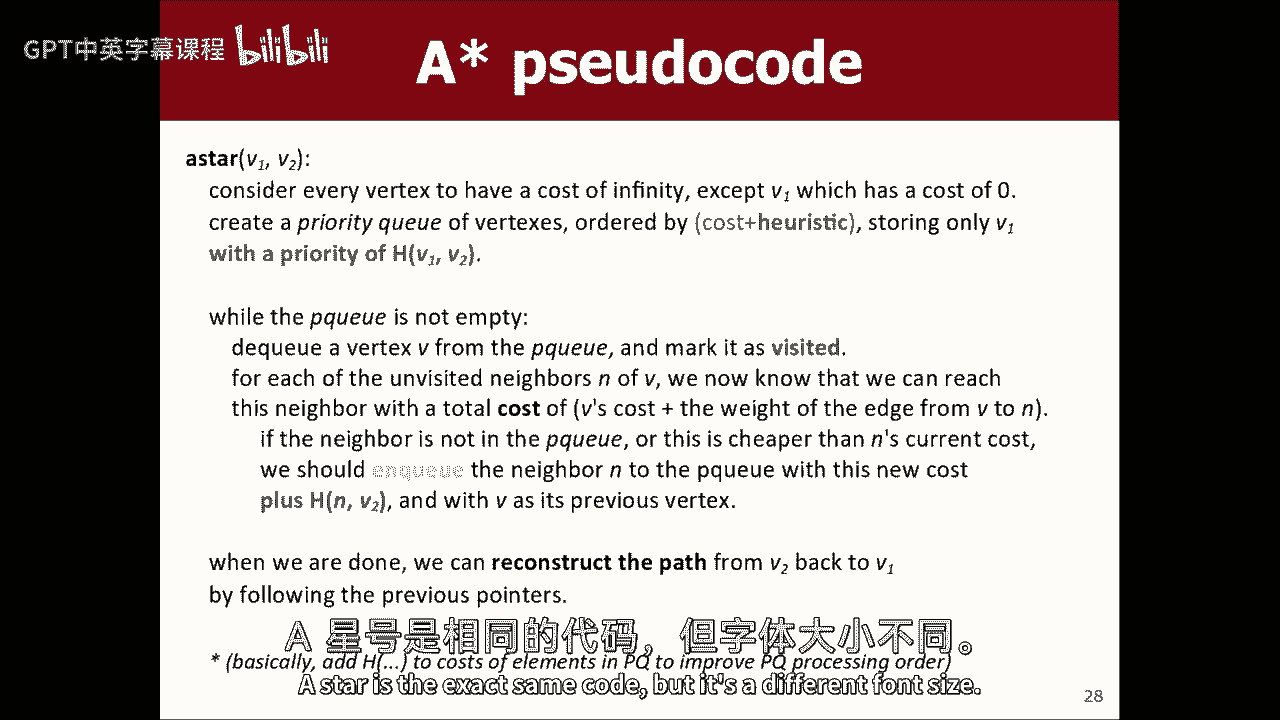 GPT中英字幕课程 bilibili
A* pseudocode
astar(v1, v2):
consider every vertex to have a cost of infinity, except v1 which has a cost of 0.
create a priority queue of vertexes, ordered by (cost+heuristic), storing only v1
with a priority of H(v1, v2).
while the pqueue is not empty:
dequeue a vertex v from the pqueue, and mark it as visited.
for each of the unvisited neighbors n of v, we now know that we can reach
this neighbor with a total cost of (v's cost + the weight of the edge from v to n).
if the neighbor is not in the pqueue, or this is cheaper than n's current cost,
we should enqueue the neighbor n to the pqueue with this new cost
plus H(n, v2), and with v as its previous vertex.
when we are done, we can reconstruct the path from v2 back to v1
by following the previous pointers.
A 星号是相同的代码，但字体大小不同。
* (basically, add H(...) to costs of elements in PQ to improve PQ processing order)
A star is the exact same code, but it's a different font size.
28